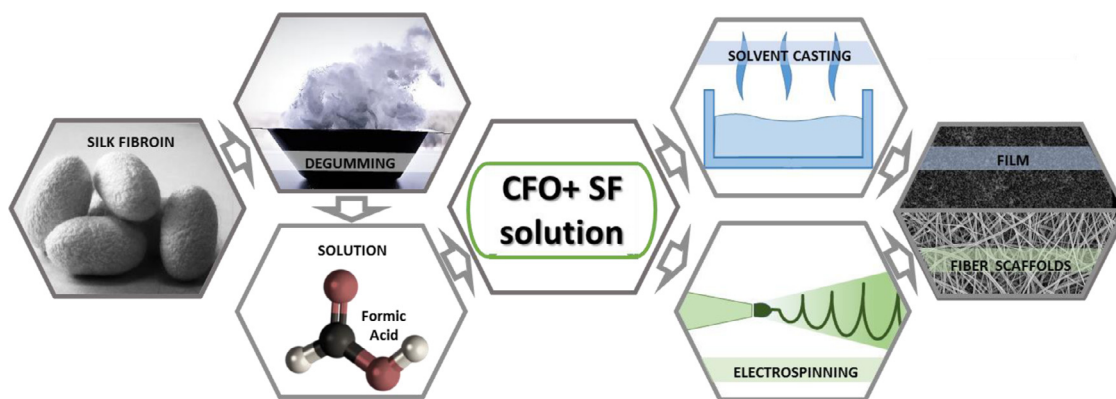 SILK FIBROIN
DEGUMMING
SOLUTION
Formic
Acid
CFO+ SF
solution
SOLVENT CASTING
ELECTROSPINNING
FILM
FIBER SCAFFOLDS